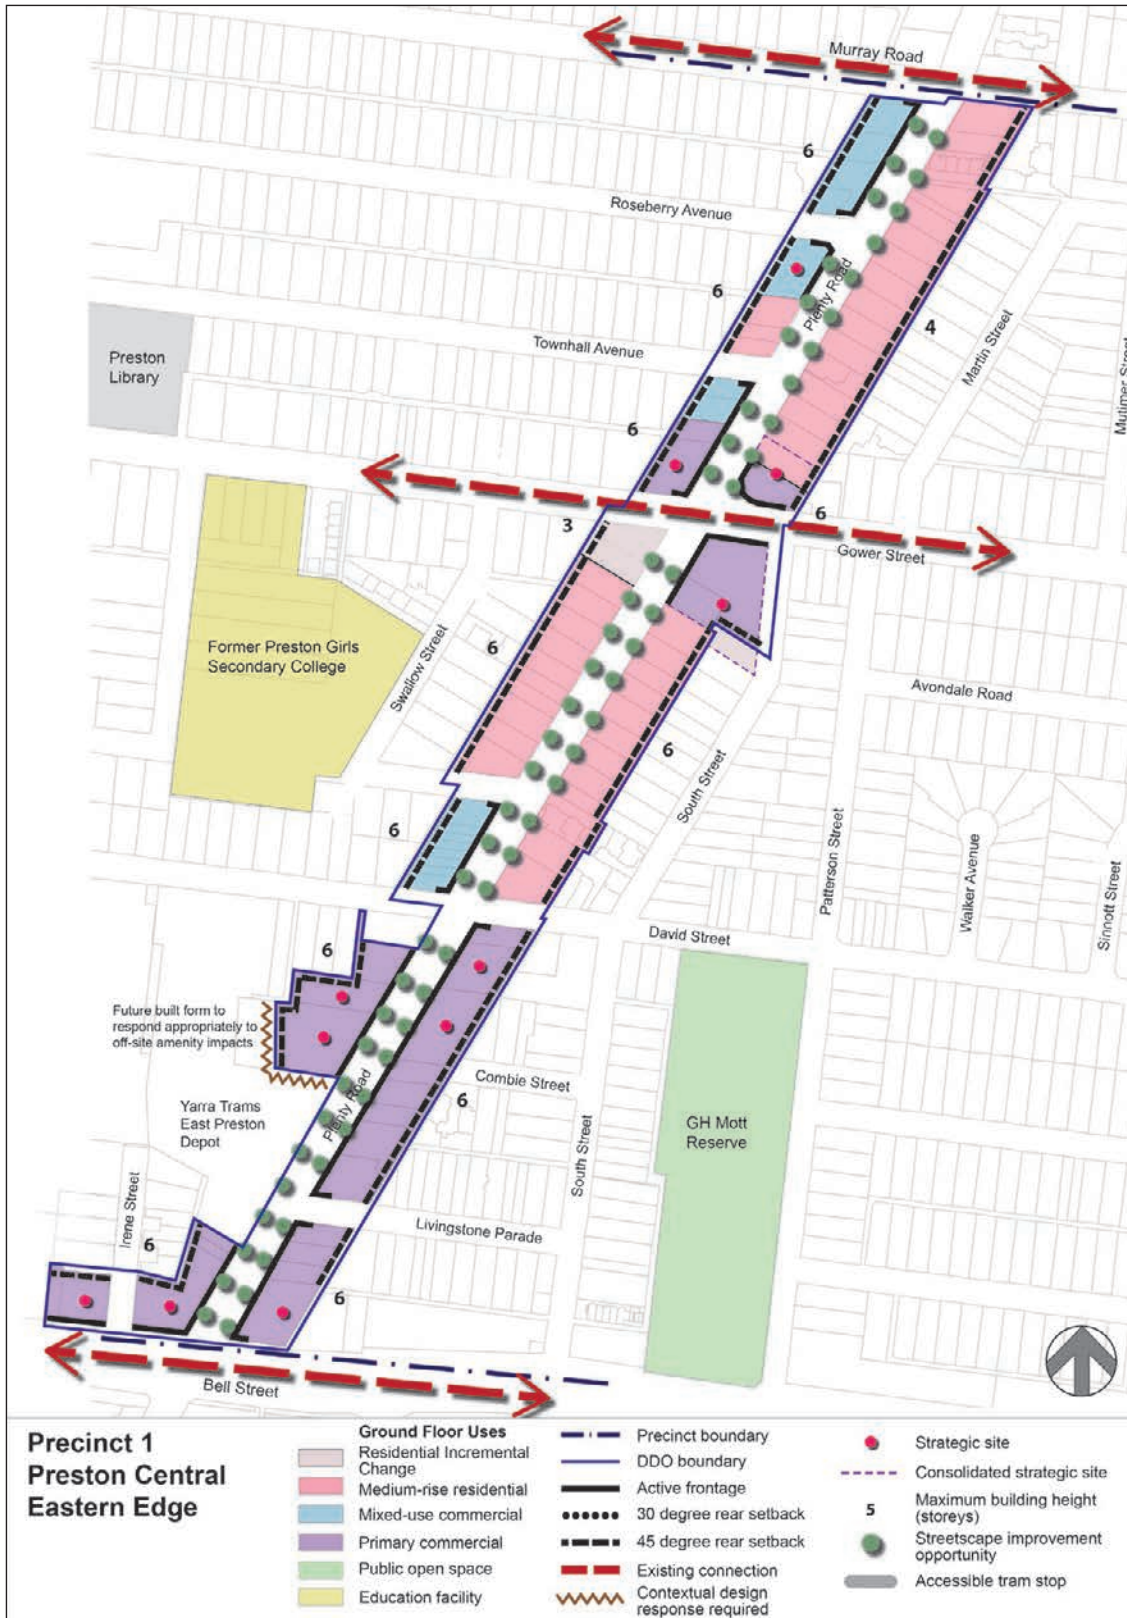 Murray Road
6
Roseberry Avenue
6
Plenty Road
4
Martin Street
Mutimer Street
Townhall Avenue
Preston
Library
6
6
3
Gower Street
Former Preston Girls
Secondary College
Swallow Street
6
Avondale Road
6
South Street
6
Patterson Street
Walker Avenue
Sinnott Street
David Street
6
Future built form to
respond appropriately to
off-site amenity impacts
Combie Street
Plenty Road
6
Yarra Trams
East Preston
Depot
GH Mott
Reserve
South Street
Irene Street
Livingstone Parade
6
6
Bell Street
Precinct 1
Preston Central
Eastern Edge
Ground Floor Uses
Residential Incremental
Change
Medium-rise residential
Mixed-use commercial
Primary commercial
Public open space
Education facility
Precinct boundary
DDO boundary
Active frontage
30 degree rear setback
45 degree rear setback
Existing connection
Contextual design
response required
Strategic site
Consolidated strategic site
5
Maximum building height
(storeys)
Streetscape improvement
opportunity
Accessible tram stop